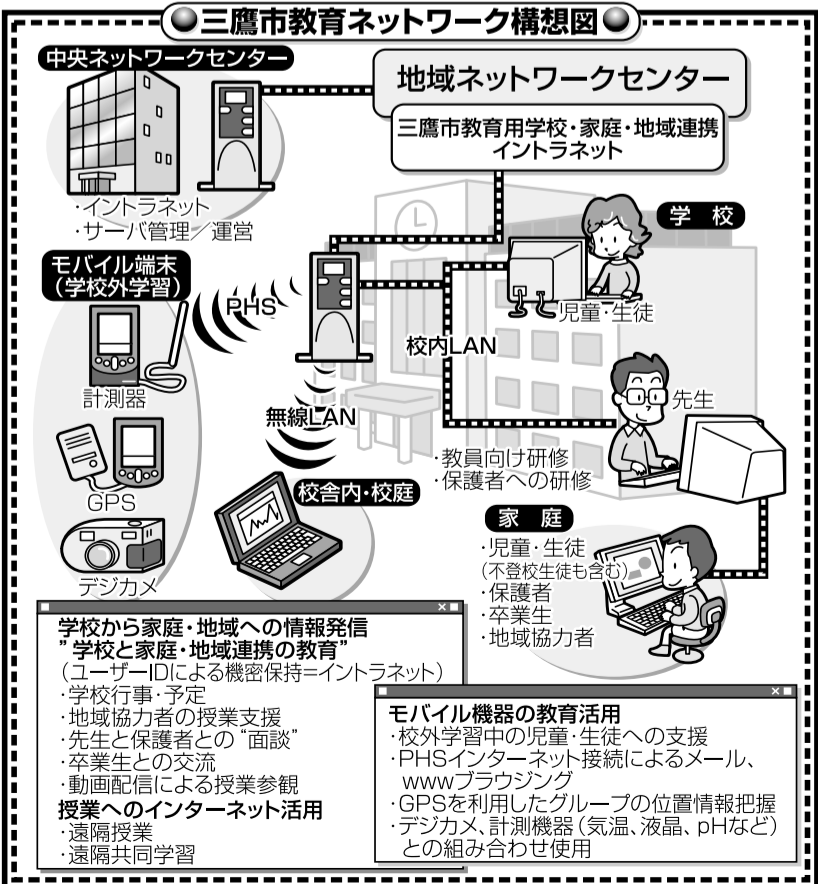 三鷹市教育ネットワーク構想図
中央ネットワークセンター
・イントラネット
・サーバ管理／運営
地域ネットワークセンター
三鷹市教育用学校・家庭・地域連携
イントラネット
学 校
児童・生徒
モバイル端末
(学校外学習)
PHS
計測器
GPS
デジカメ
校内LAN
無線LAN
先生
・教員向け研修
・保護者への研修
校舎内・校庭
家 庭
・児童・生徒
(不登校生徒も含む)
・保護者
・卒業生
・地域協力者
学校から家庭・地域への情報発信
”学校と家庭・地域連携の教育”
（ユーザーIDによる機密保持=イントラネット）
・学校行事・予定
・地域協力者の授業支援
・先生と保護者との“面談”
・卒業生との交流
・動画配信による授業参観
授業へのインターネット活用
・遠隔授業
・遠隔共同学習
モバイル機器の教育活用
・校外学習中の児童・生徒への支援
・PHSインターネット接続によるメール、
wwwブラウジング
・GPSを利用したグループの位置情報把握
・デジカメ、計測機器（気温、液晶、pHなど）
との組み合わせ使用